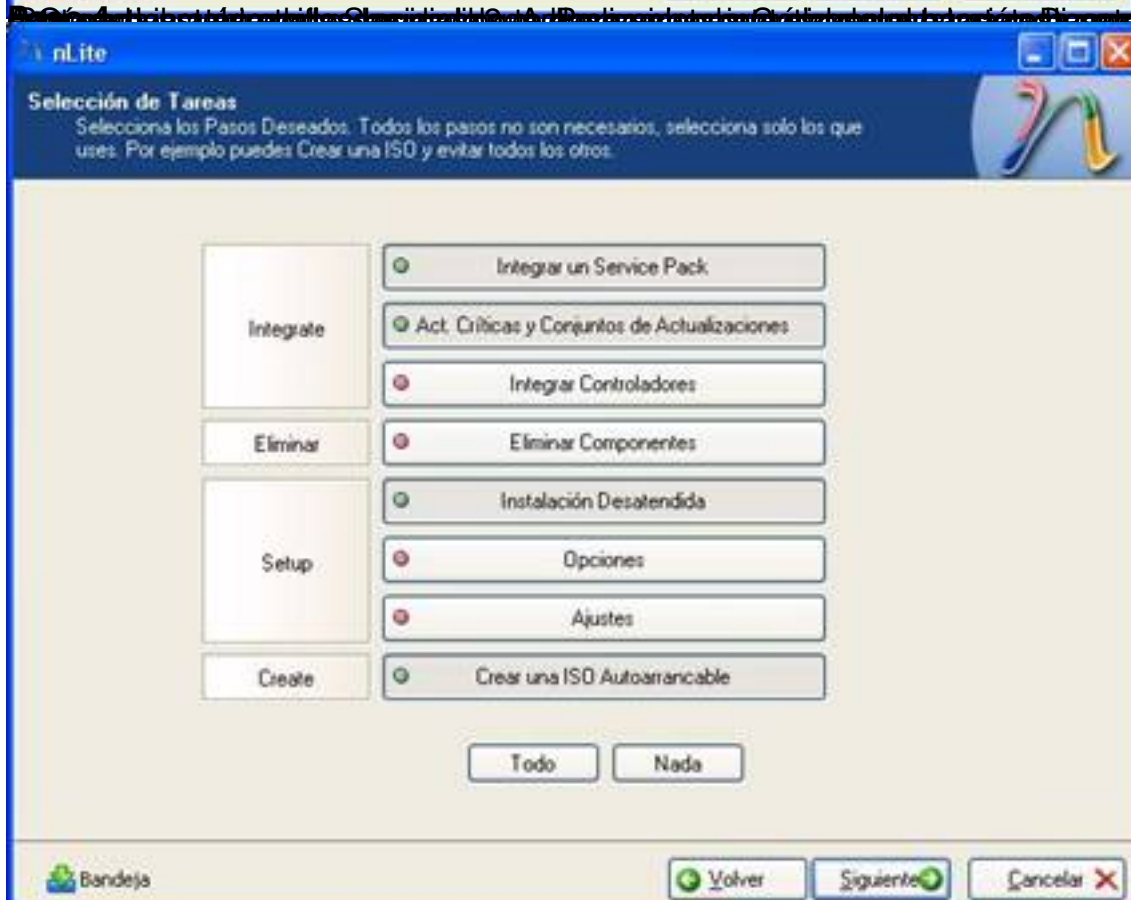 nLite
Selección de Tareas
Selecciona los Pasos Deseados. Todos los pasos no son necesarios, selecciona solo los que
uses. Por ejemplo puedes Crear una ISO y evitar todos los otros.
Integrate
Integrar un Service Pack
Act. Críticas y Conjuntos de Actualizaciones
Integrar Controladores
Eliminar
Eliminar Componentes
Setup
Instalación Desatendida
Opciones
Ajustes
Create
Crear una ISO Autoarrancable
Todo
Nada
Bandeja
Volver
Siguiente
Cancelar